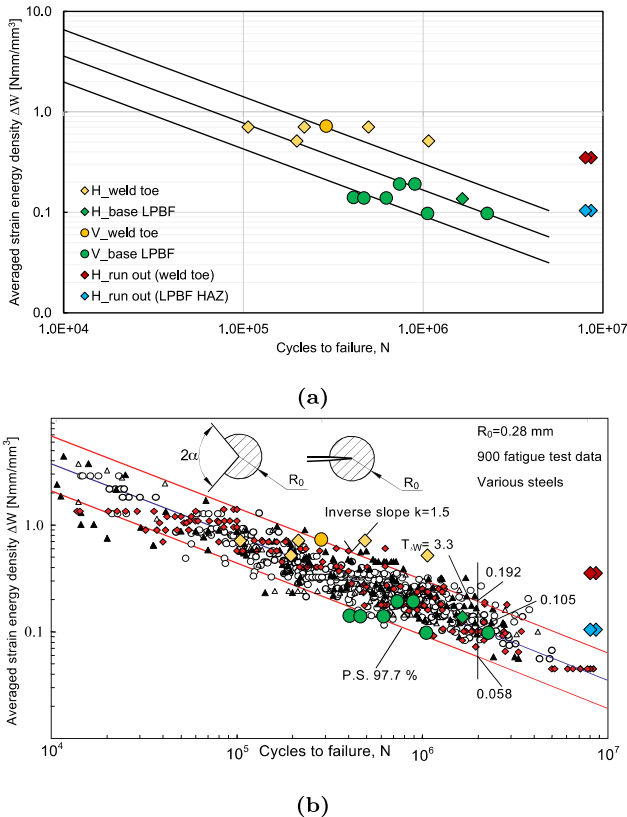 Averaged strain energy density ΔW [Nmm/mm³]
10.0
1.0
0.1
0.0
H_weld toe
H_base LPBF
V_weld toe
V_base LPBF
H_run out (weld toe)
H_run out (LPBF HAZ)
1.0E+04 1.0E+05 1.0E+06 1.0E+07
Cycles to failure, N
(a)
Averaged strain energy density ΔW [Nmm/mm³]
1.0
0.1
2α
R₀
R₀
R₀=0.28 mm
900 fatigue test data
Various steels
Inverse slope k=1.5
T_ΔW= 3.3
0.192
0.105
P.S. 97.7 %
0.058
10⁴ 10⁵ 10⁶ 10⁷
Cycles to failure, N
(b)